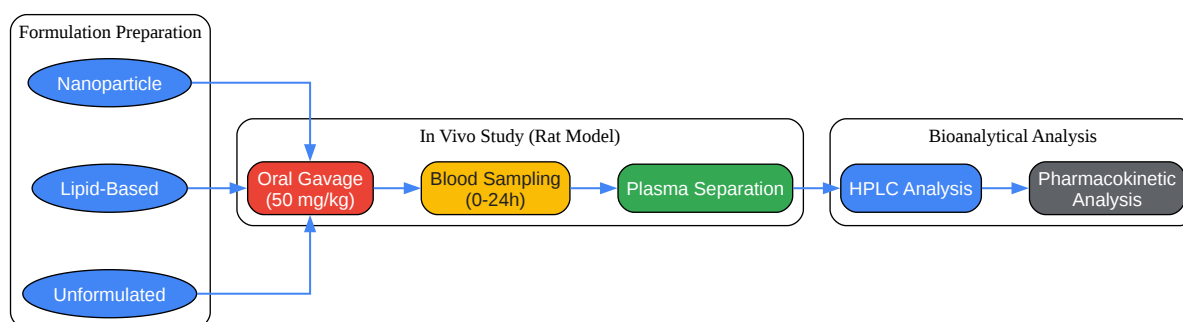 Formulation Preparation
Nanoparticle
Lipid-Based
Unformulated
In Vivo Study (Rat Model)
Oral Gavage
(50 mg/kg)
Blood Sampling
(0-24h)
Plasma Separation
Bioanalytical Analysis
HPLC Analysis
Pharmacokinetic
Analysis